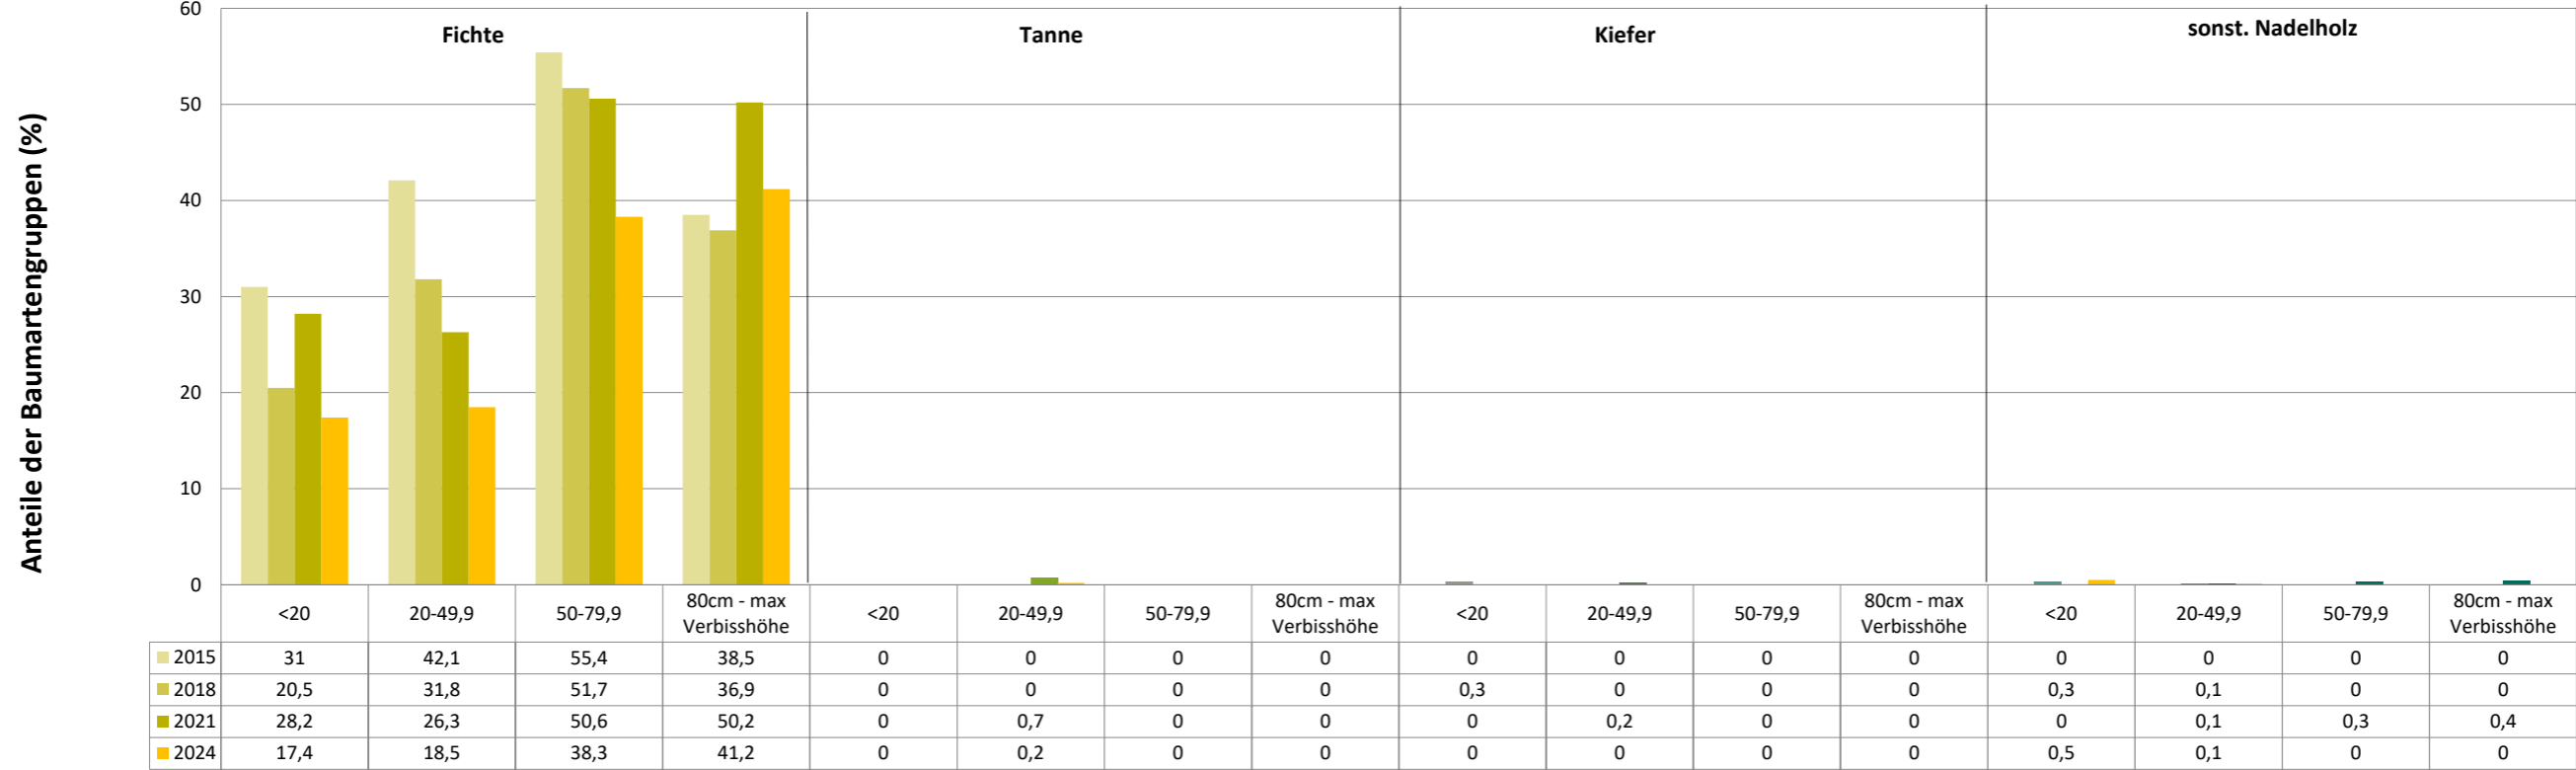 Anteile der Baumartengruppen (%)
60
50
40
30
20
10
0
Fichte Tanne Kiefer sonst. Nadelholz
<20 20-49,9 50-79,9 80cm - max Verbisshöhe <20 20-49,9 50-79,9 80cm - max Verbisshöhe <20 20-49,9 50-79,9 80cm - max Verbisshöhe <20 20-49,9 50-79,9 80cm - max Verbisshöhe
2015 31 42,1 55,4 38,5 0 0 0 0 0 0 0 0 0 0 0 0
2018 20,5 31,8 51,7 36,9 0 0 0 0 0,3 0 0 0 0,3 0,1 0 0
2021 28,2 26,3 50,6 50,2 0 0,7 0 0 0 0,2 0 0 0 0,1 0,3 0,4
2024 17,4 18,5 38,3 41,2 0 0,2 0 0 0 0 0 0 0,5 0,1 0 0